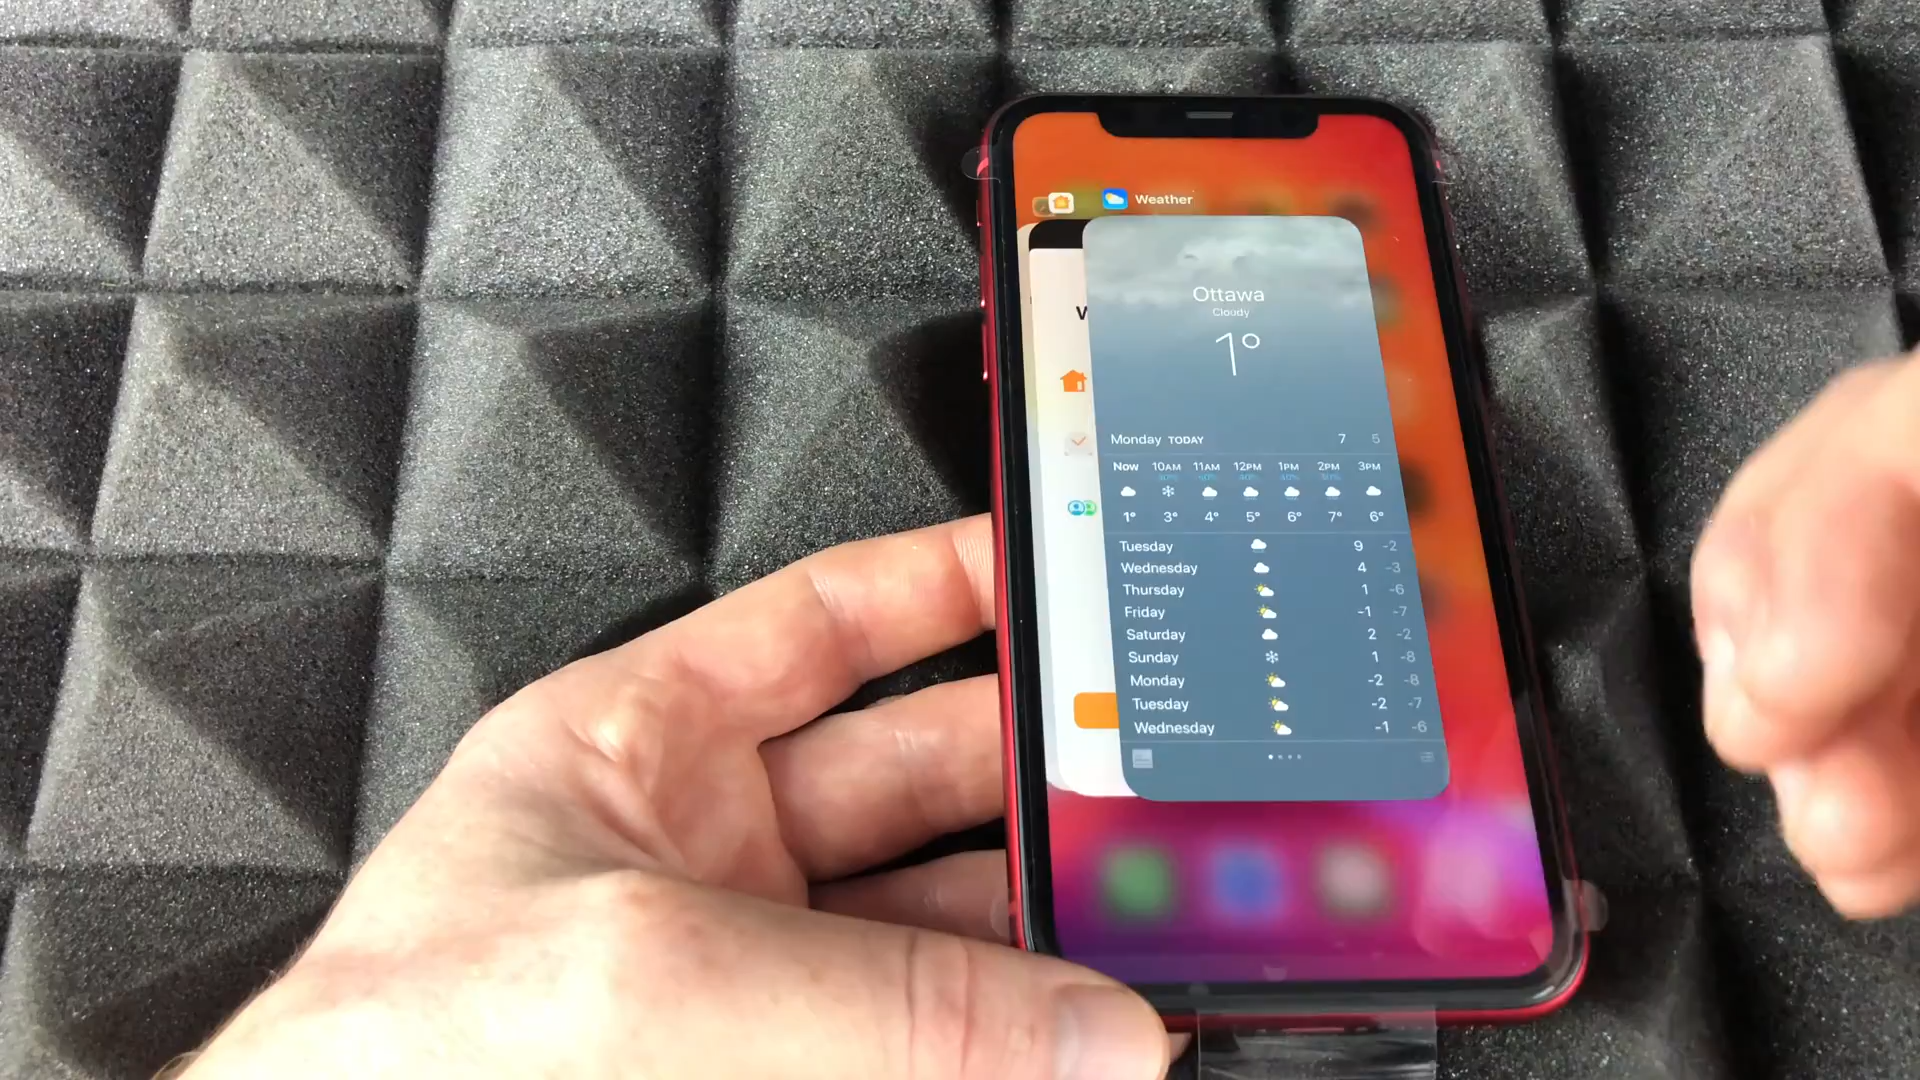 Weather
W
Ottawa
Cloudy
1°
Monday TODAY 7 5
Now 10AM 11AM 12PM 1PM 2PM 3PM
1° 3° 4° 5° 6° 7° 6°
Tuesday 9 -2
Wednesday 4 -3
Thursday 1 -6
Friday -1 -7
Saturday 2 -2
Sunday 1 -8
Monday -2 -8
Tuesday -2 -7
Wednesday -1 -6